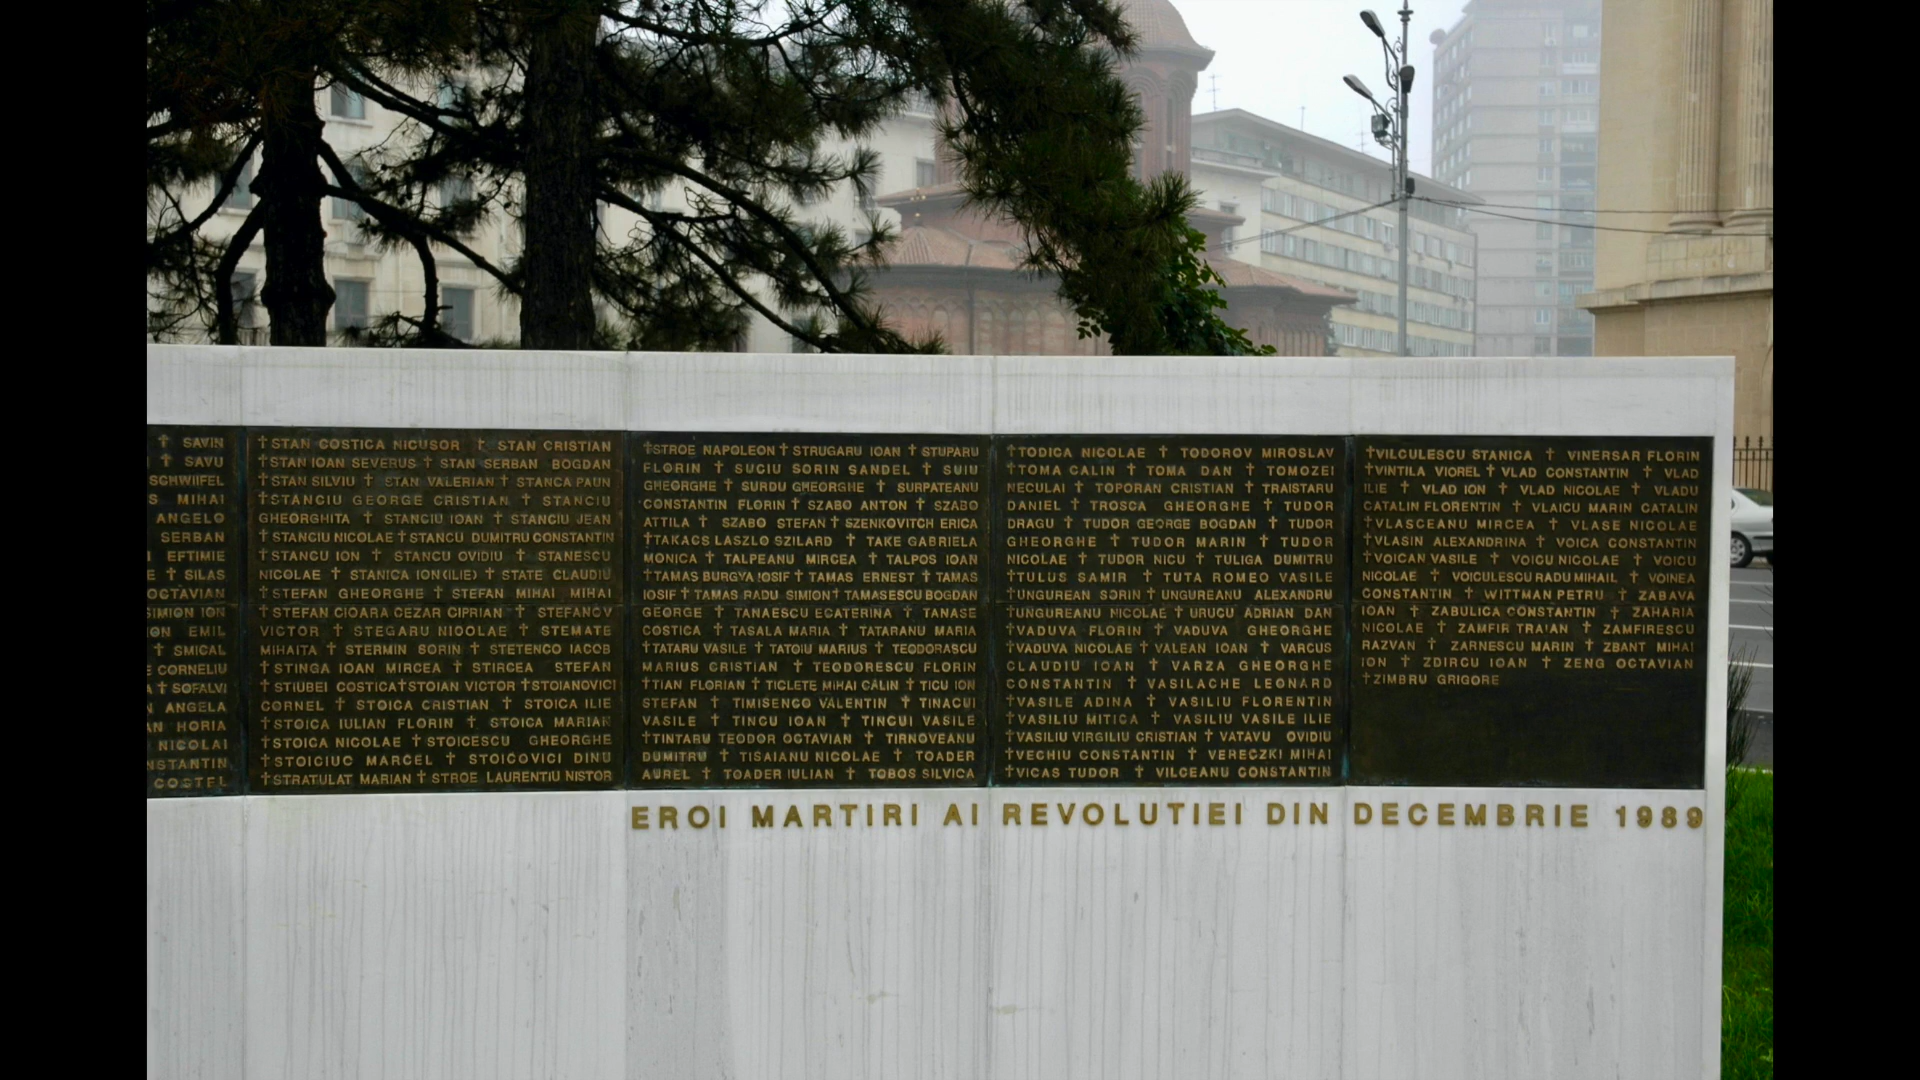 ✝ SAVIN
✝ SAVU
SCHWIIFEL
S MIHAI
ANGELO
SERBAN
EFTIMIE
E ✝ SILAS
OCTAVIAN
SIMION ION
ION EMIL
✝ SMICAL
E CORNELIU
A ✝ SOFALVI
N ANGELA
AN HORIA
NICOLAI
NSTANTIN
COSTEL
✝STAN COSTICA NICUSOR ✝ STAN CRISTIAN
✝STAN IOAN SEVERUS ✝ STAN SERBAN BOGDAN
✝STAN SILVIU ✝ STAN VALERIAN ✝ STANCA PAUN
✝STANCIU GEORGE CRISTIAN ✝ STANCIU
GHEORGHITA ✝ STANCIU IOAN ✝ STANCIU JEAN
✝STANCIU NICOLAE ✝ STANCU DUMITRU CONSTANTIN
✝STANCU ION ✝ STANCU OVIDIU ✝ STANESCU
NICOLAE ✝ STANICA ION(ILIE) ✝ STATE CLAUDIU
✝STEFAN GHEORGHE ✝ STEFAN MIHAI MIHAI
✝STEFAN CIOARA CEZAR CIPRIAN ✝ STEFANOV
VICTOR ✝ STEGARU NICOLAE ✝ STEMATE
MIHAITA ✝ STERMIN SORIN ✝ STETENCO IACOB
✝STINGA IOAN MIRCEA ✝ STIRCEA STEFAN
✝STIUBEI COSTICA✝STOIAN VICTOR ✝STOIANOVICI
CORNEL ✝ STOICA CRISTIAN ✝ STOICA ILIE
✝STOICA IULIAN FLORIN ✝ STOICA MARIAN
✝STOICA NICOLAE ✝ STOICESCU GHEORGHE
✝STOICIUC MARCEL ✝ STOICOVICI DINU
✝STRATULAT MARIAN ✝ STROE LAURENTIU NISTOR
✝STROE NAPOLEON ✝ STRUGARU IOAN ✝ STUPARU
FLORIN ✝ SUCIU SORIN SANDEL ✝ SUIU
GHEORGHE ✝ SURDU GHEORGHE ✝ SURPATEANU
CONSTANTIN FLORIN ✝ SZABO ANTON ✝ SZABO
ATTILA ✝ SZABO STEFAN ✝ SZENKOVITCH ERICA
✝TAKACS LASZLO SZILARD ✝ TAKE GABRIELA
MONICA ✝ TALPEANU MIRCEA ✝ TALPOS IOAN
✝TAMAS BURGYA IOSIF ✝ TAMAS ERNEST ✝ TAMAS
IOSIF ✝ TAMAS RADU SIMION ✝ TAMASESCU BOGDAN
GEORGE ✝ TANAESCU ECATERINA ✝ TANASE
COSTICA ✝ TASALA MARIA ✝ TATARANU MARIA
✝TATARU VASILE ✝ TATOIU MARIUS ✝ TEODORASCU
MARIUS CRISTIAN ✝ TEODORESCU FLORIN
✝TIAN FLORIAN ✝ TICLETE MIHAI CĂLIN ✝ TICU ION
STEFAN ✝ TIMISENCO VALENTIN ✝ TINACUI
VASILE ✝ TINCU IOAN ✝ TINCUI VASILE
✝TINTARU TEODOR OCTAVIAN ✝ TIRNOVEANU
DUMITRU ✝ TISAIANU NICOLAE ✝ TOADER
AUREL ✝ TOADER IULIAN ✝ TOBOS SILVICA
✝TODICA NICOLAE ✝ TODOROV MIROSLAV
✝TOMA CALIN ✝ TOMA DAN ✝ TOMOZEI
NECULAI ✝ TOPORAN CRISTIAN ✝ TRAISTARU
DANIEL ✝ TROSCA GHEORGHE ✝ TUDOR
DRAGU ✝ TUDOR GEORGE BOGDAN ✝ TUDOR
GHEORGHE ✝ TUDOR MARIN ✝ TUDOR
NICOLAE ✝ TUDOR NICU ✝ TULIGA DUMITRU
✝TULUS SAMIR ✝ TUTA ROMEO VASILE
✝UNGUREAN SORIN ✝ UNGUREANU ALEXANDRU
✝UNGUREANU NICOLAE ✝ URUCU ADRIAN DAN
✝VADUVA FLORIN ✝ VADUVA GHEORGHE
✝VADUVA NICOLAE ✝ VALEAN IOAN ✝ VARCUS
CLAUDIU IOAN ✝ VARZA GHEORGHE
CONSTANTIN ✝ VASILACHE LEONARD
✝VASILE ADINA ✝ VASILIU FLORENTIN
✝VASILIU MITICA ✝ VASILIU VASILE ILIE
✝VASILIU VIRGILIU CRISTIAN ✝ VATAVU OVIDIU
✝VECHIU CONSTANTIN ✝ VERECZKI MIHAI
✝VICAS TUDOR ✝ VILCEANU CONSTANTIN
✝VILCULESCU STANICA ✝ VINERSAR FLORIN
✝VINTILA VIOREL ✝ VLAD CONSTANTIN ✝ VLAD
ILIE ✝ VLAD ION ✝ VLAD NICOLAE ✝ VLADU
CATALIN FLORENTIN ✝ VLAICU MARIN CATALIN
✝VLASCEANU MIRCEA ✝ VLASE NICOLAE
✝VLASIN ALEXANDRINA ✝ VOICA CONSTANTIN
✝VOICAN VASILE ✝ VOICU NICOLAE ✝ VOICU
NICOLAE ✝ VOICULESCU RADU MIHAIL ✝ VOINEA
CONSTANTIN ✝ WITTMAN PETRU ✝ ZABAVA
IOAN ✝ ZABULICA CONSTANTIN ✝ ZAHARIA
NICOLAE ✝ ZAMFIR TRAIAN ✝ ZAMFIRESCU
RAZVAN ✝ ZARNESCU MARIN ✝ ZBANT MIHAI
ION ✝ ZDIRCU IOAN ✝ ZENG OCTAVIAN
✝ZIMBRU GRIGORE
EROI MARTIRI AI REVOLUTIEI DIN DECEMBRIE 1989